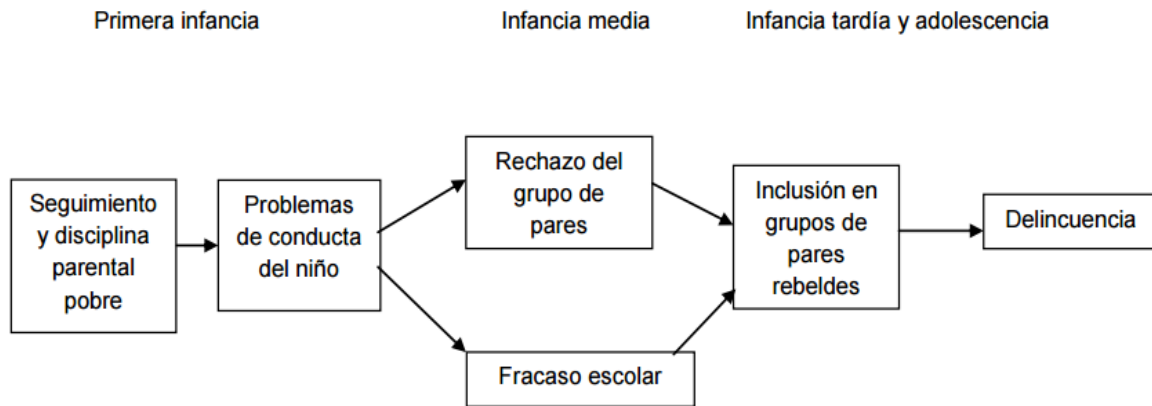 Primera infancia
Infancia media
Infancia tardía y adolescencia
Seguimiento
y disciplina
parental
pobre
Problemas
de conducta
del niño
Rechazo del
grupo de
pares
Fracaso escolar
Inclusión en
grupos de
pares
rebeldes
Delincuencia